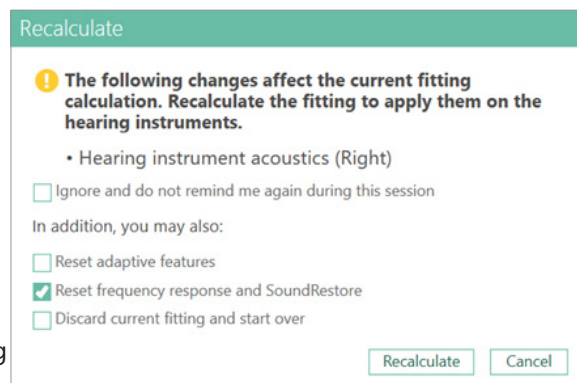 Recalculate
The following changes affect the current fitting
calculation. Recalculate the fitting to apply them on the
hearing instruments.
• Hearing instrument acoustics (Right)
Ignore and do not remind me again during this session
In addition, you may also:
Reset adaptive features
Reset frequency response and SoundRestore
Discard current fitting and start over
g
Recalculate Cancel